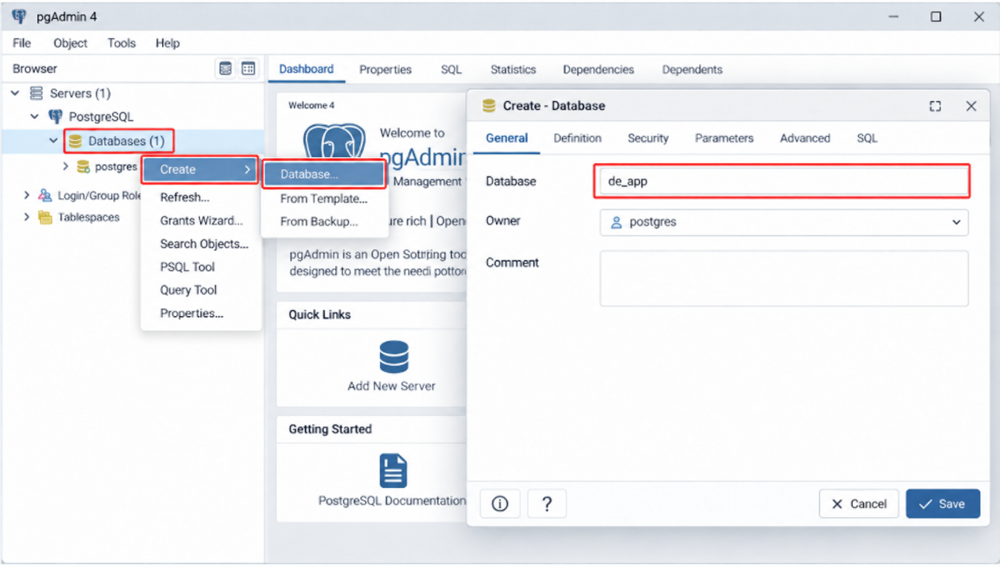 pgAdmin 4
File Object Tools Help
Browser
Servers (1)
PostgreSQL
Databases (1)
postgres
Login/Group Role
Tablespaces
Create
Refresh...
Grants Wizard...
Search Objects...
PSQL Tool
Query Tool
Properties...
Database...
From Template...
From Backup...
Dashboard Properties SQL Statistics Dependencies Dependents
Welcome 4
Welcome to
pgAdmin
Management
ure rich | Open
pgAdmin is an Open too
designed to meet the
Quick Links
Add New Server
Getting Started
PostgreSQL Documentation
Create - Database
General Definition Security Parameters Advanced SQL
Database de_app
Owner postgres
Comment
? Cancel Save